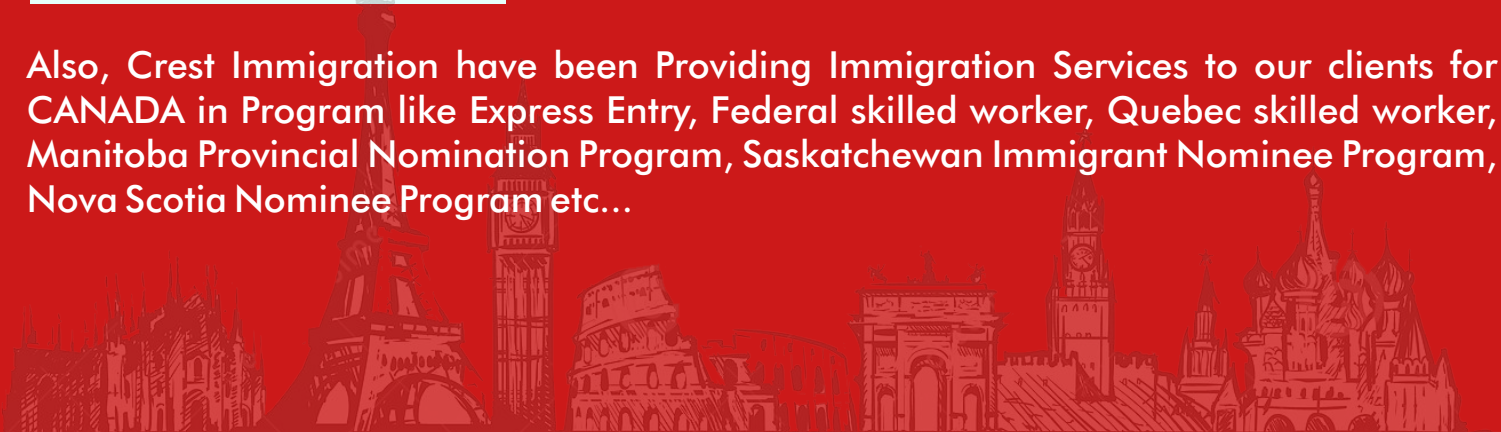 Also, Crest Immigration have been Providing Immigration Services to our clients for
CANADA in Program like Express Entry, Federal skilled worker, Quebec skilled worker,
Manitoba Provincial Nomination Program, Saskatchewan Immigrant Nominee Program,
Nova Scotia Nominee Program etc...